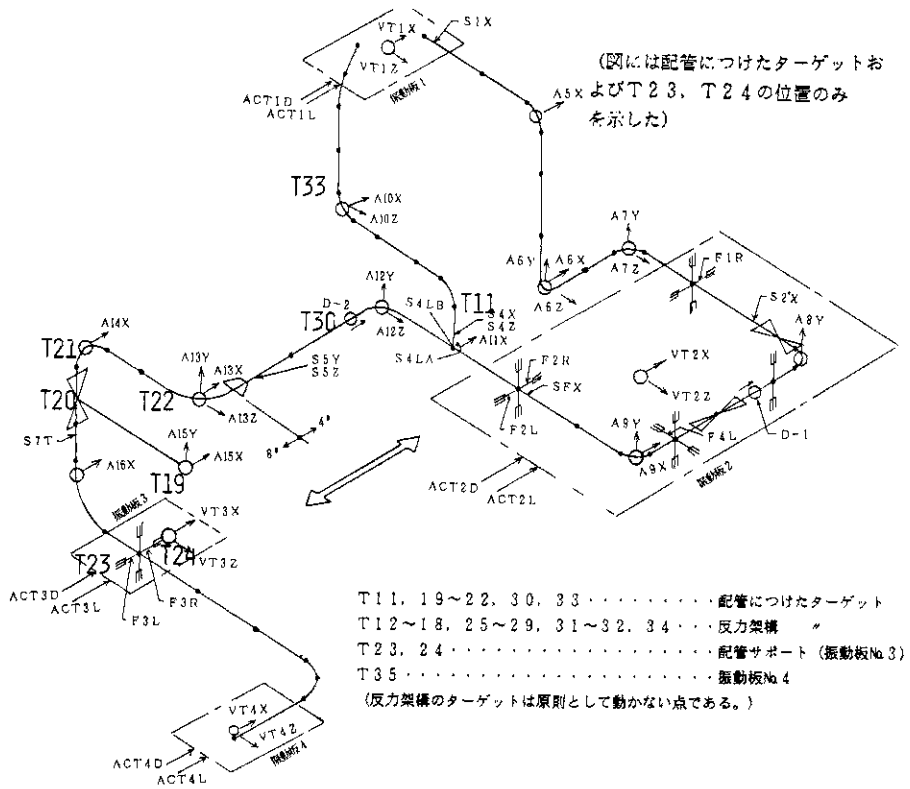 VT1X
S1X
VT1Z
(図には配管につけたターゲットお
よびT23，T24の位置のみ
を示した)
ACT1D
ACT1L
振動板1
A5X
T33
A10X
A10Z
A7Y
A6Y
A6X
A7Z
F1R
A6Z
S2'X
A12Y
D-2
T30
S4LB
T11
S4X
S4Z
A12Z
A11X
S4LA
A8Y
A14X
T21
A13Y
A13X
S5Y
S5Z
F2R
SFX
VT2X
VT2Z
T20
T22
A13Z
F2L
A9Y
D-1
4"
8"
S7T
A15Y
A15X
A16X
T19
A9X
F4L
ACT2D
ACT2L
振動板2
振動板3
VT3X
T23
T24
VT3Z
ACT3D
ACT3L
F3R
F3L
T11，19～22，30，33・・・・・・・・・配管につけたターゲット
T12～18，25～29，31～32，34・・・反力架構 〃
T23，24・・・・・・・・・・・・・・・・・・配管サポート（振動板No.3）
T35・・・・・・・・・・・・・・・・・・・・・振動板No.4
(反力架構のターゲットは原則として動かない点である。)
VT4X
VT4Z
ACT4D
ACT4L
振動板4